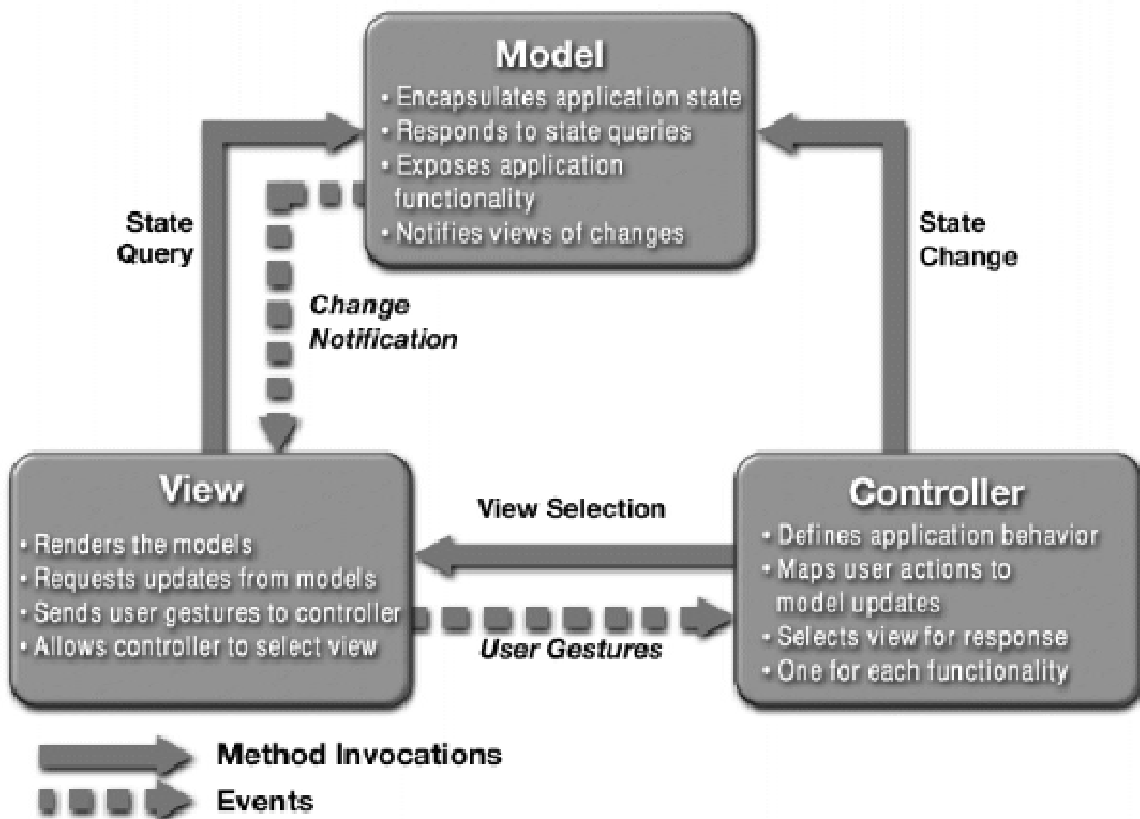 Model
• Encapsulates application state
• Responds to state queries
• Exposes application
functionality
• Notifies views of changes
State
Query
State
Change
Change
Notification
View
• Renders the models
• Requests updates from models
• Sends user gestures to controller
• Allows controller to select view
View Selection
User Gestures
Controller
• Defines application behavior
• Maps user actions to
model updates
• Selects view for response
• One for each functionality
Method Invocations
Events